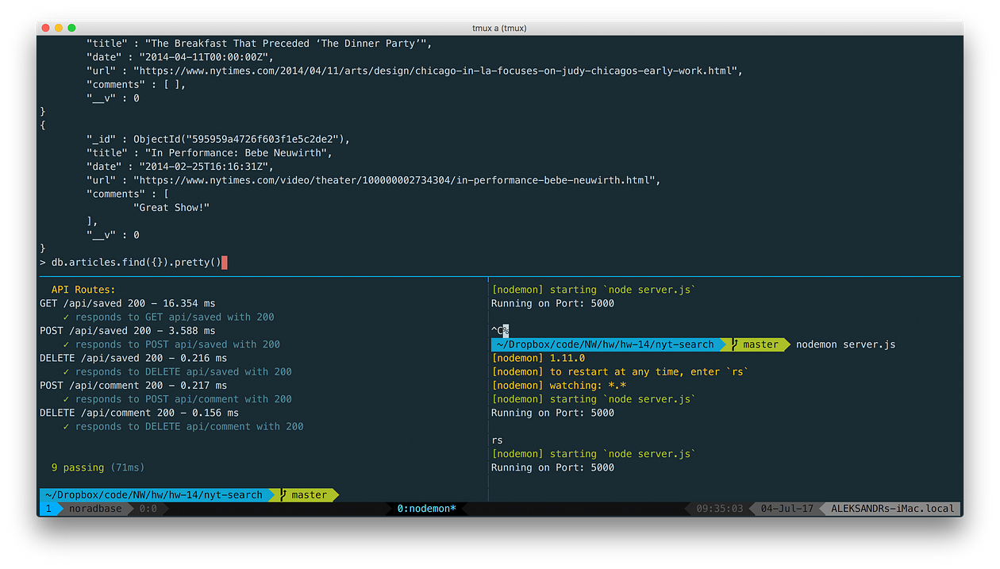 tmux a (tmux)
"title" : "The Breakfast That Preceded ‘The Dinner Party’",
"date" : "2014-04-11T00:00:00Z",
"url" : "https://www.nytimes.com/2014/04/11/arts/design/chicago-in-la-focuses-on-judy-chicagos-early-work.html",
"comments" : [ ],
"__v" : 0
}
{
"_id" : ObjectId("595959a4726f603f1e5c2de2"),
"title" : "In Performance: Bebe Neuwirth",
"date" : "2014-02-25T16:16:31Z",
"url" : "https://www.nytimes.com/video/theater/100000002734304/in-performance-bebe-neuwirth.html",
"comments" : [
"Great Show!"
],
"__v" : 0
}
> db.articles.find({}).pretty()
API Routes:
GET /api/saved 200 - 16.354 ms
✓ responds to GET api/saved with 200
POST /api/saved 200 - 3.588 ms
✓ responds to POST api/saved with 200
DELETE /api/saved 200 - 0.216 ms
✓ responds to DELETE api/saved with 200
POST /api/comment 200 - 0.217 ms
✓ responds to POST api/comment with 200
DELETE /api/comment 200 - 0.156 ms
✓ responds to DELETE api/comment with 200
9 passing (71ms)
~/Dropbox/code/NW/hw/hw-14/nyt-search master
[nodemon] starting `node server.js`
Running on Port: 5000
^C%
~/Dropbox/code/NW/hw/hw-14/nyt-search master nodemon server.js
[nodemon] 1.11.0
[nodemon] to restart at any time, enter `rs`
[nodemon] watching: *.*
[nodemon] starting `node server.js`
Running on Port: 5000
rs
[nodemon] starting `node server.js`
Running on Port: 5000
1 noradbase 0:0 0:nodemon* 09:35:03 04-Jul-17 ALEKSANDRs-iMac.local